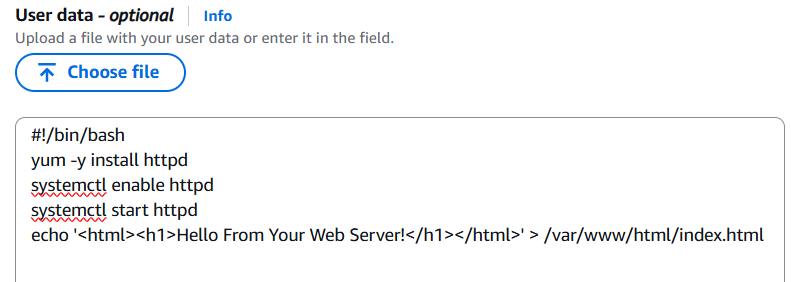 User data - optional Info
Upload a file with your user data or enter it in the field.
Choose file
#!/bin/bash
yum -y install httpd
systemctl enable httpd
systemctl start httpd
echo '<html><h1>Hello From Your Web Server!</h1></html>' > /var/www/html/index.html